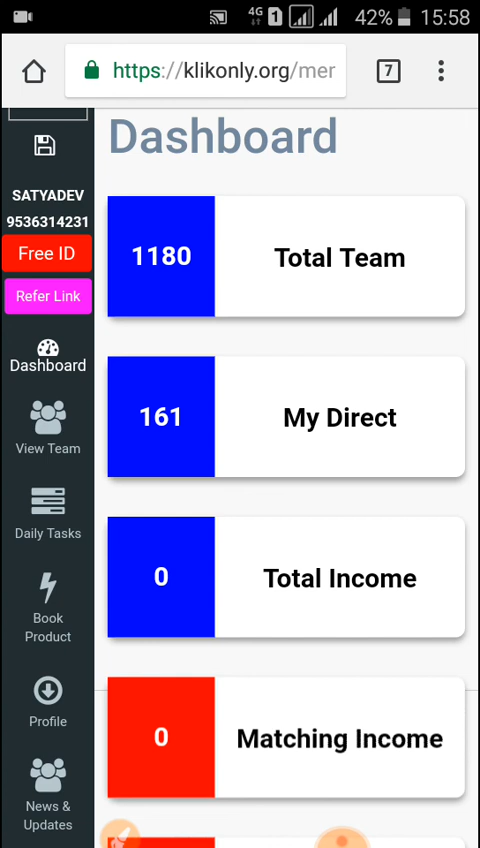 4G 1 42% 15:58
https://klikonly.org/mer
7
Dashboard
SATYADEV
9536314231
Free ID
Refer Link
Dashboard
View Team
Daily Tasks
Book
Product
Profile
News &
Updates
1180 Total Team
161 My Direct
0 Total Income
0 Matching Income